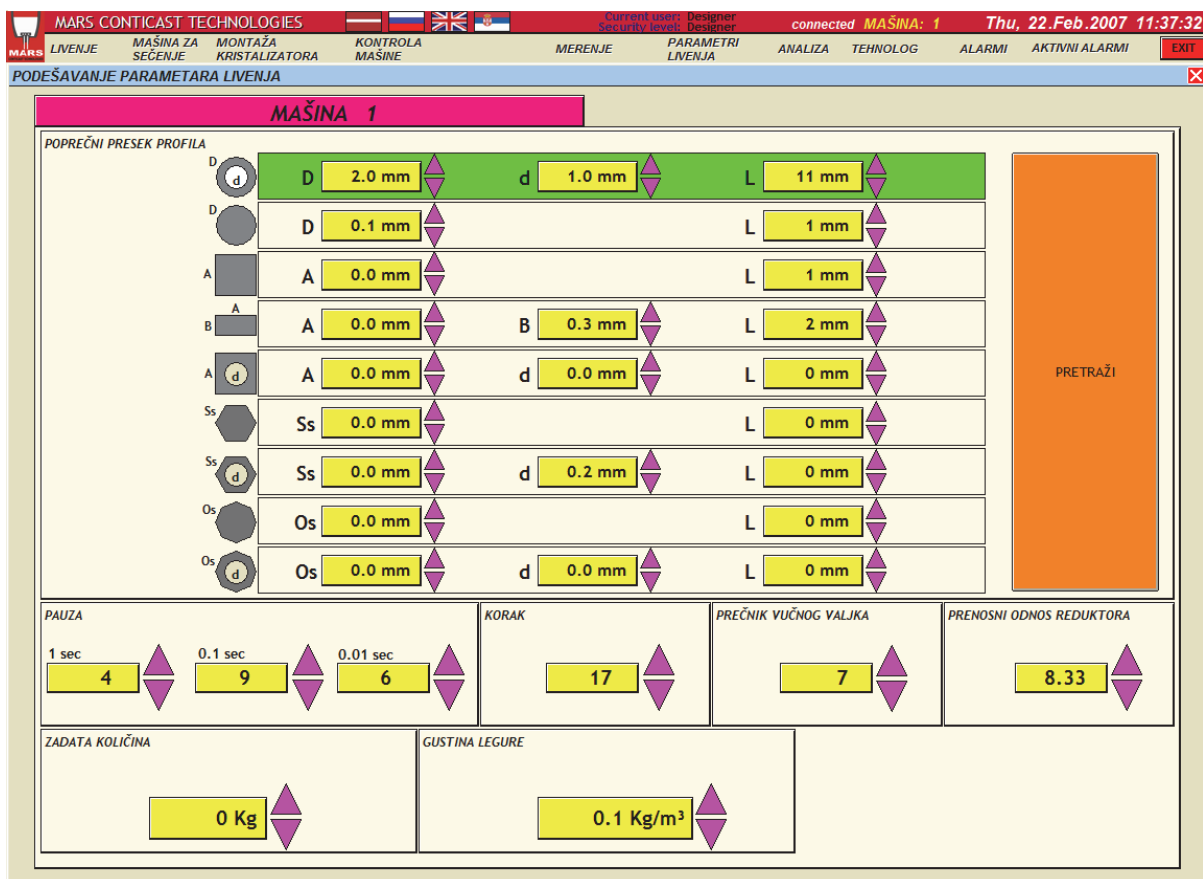 MARS CONTICAST TECHNOLOGIES
Current user: Designer
Security level: Designer
connected MAŠINA: 1
Thu, 22.Feb.2007 11:37:32
MARS
LIVENJE
MAŠINA ZA
SEČENJE
MONTAŽA
KRISTALIZATORA
KONTROLA
MAŠINE
MERENJE
PARAMETRI
LIVENJA
ANALIZA
TEHNOLOG
ALARMI
AKTIVNI ALARMI
EXIT
PODEŠAVANJE PARAMETARA LIVENJA
MAŠINA 1
POPREČNI PRESEK PROFILA
D d D 2.0 mm d 1.0 mm L 11 mm
D D 0.1 mm L 1 mm
A A 0.0 mm L 1 mm
A
B A 0.0 mm B 0.3 mm L 2 mm
A d A 0.0 mm d 0.0 mm L 0 mm
PRETRAŽI
Ss Ss 0.0 mm L 0 mm
Ss d Ss 0.0 mm d 0.2 mm L 0 mm
Os Os 0.0 mm L 0 mm
Os d Os 0.0 mm d 0.0 mm L 0 mm
PAUZA
1 sec 0.1 sec 0.01 sec
4 9 6
KORAK
17
PREČNIK VUČNOG VALJKA
7
PRENOSNI ODNOS REDUKTORA
8.33
ZADATA KOLIČINA
0 Kg
GUSTINA LEGURE
0.1 Kg/m³